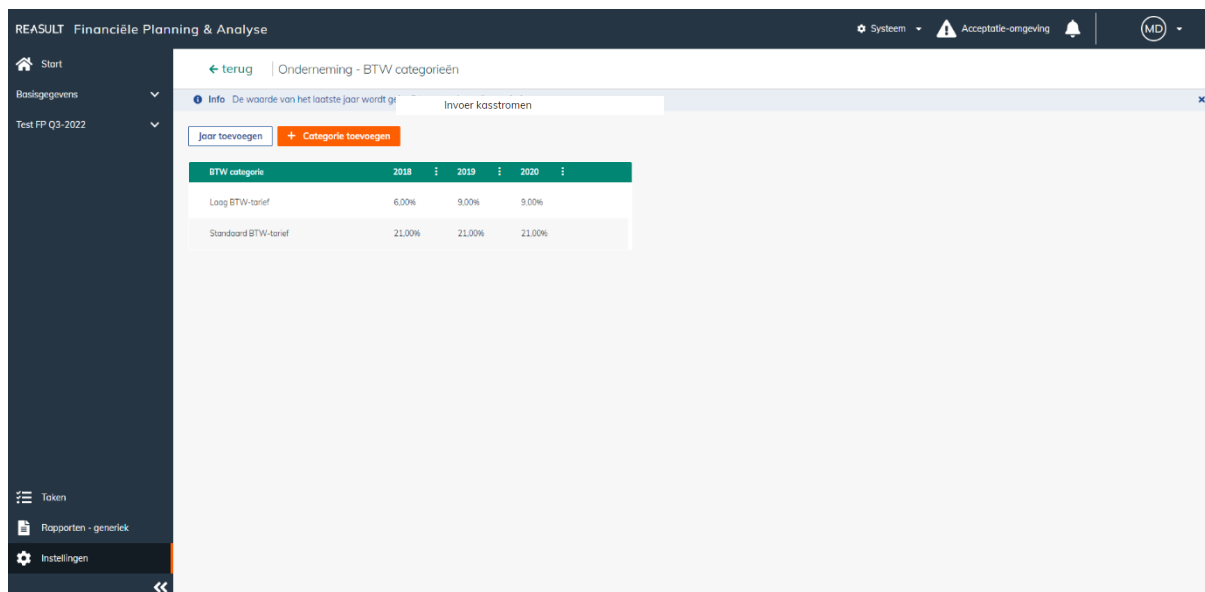 REASULT Financiële Planning & Analyse
Systeem
Acceptatie-omgeving
MD
Start
Basisgegevens
Test FP Q3-2022
Taken
Rapporten - generiek
Instellingen
← terug | Onderneming - BTW categorieën
Info De waarde van het laatste jaar wordt
Invoer kasstromen
Jaar toevoegen
+ Categorie toevoegen
BTW categorie 2018 2019 2020
Laag BTW-tarief 6,00% 9,00% 9,00%
Standaard BTW-tarief 21,00% 21,00% 21,00%